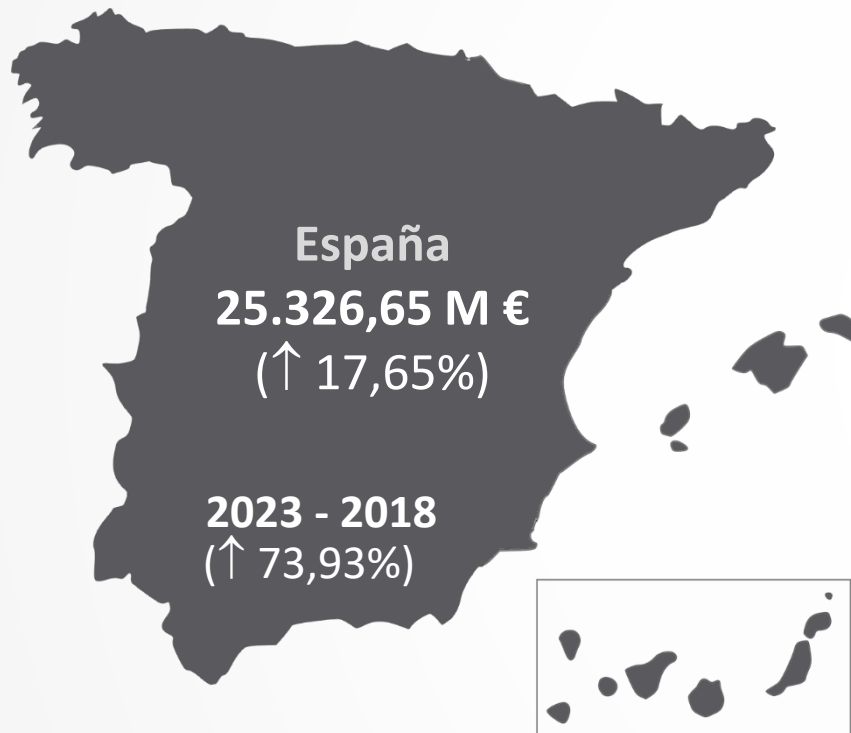 España
25.326,65 M €
(↑ 17,65%)
2023 - 2018
(↑ 73,93%)